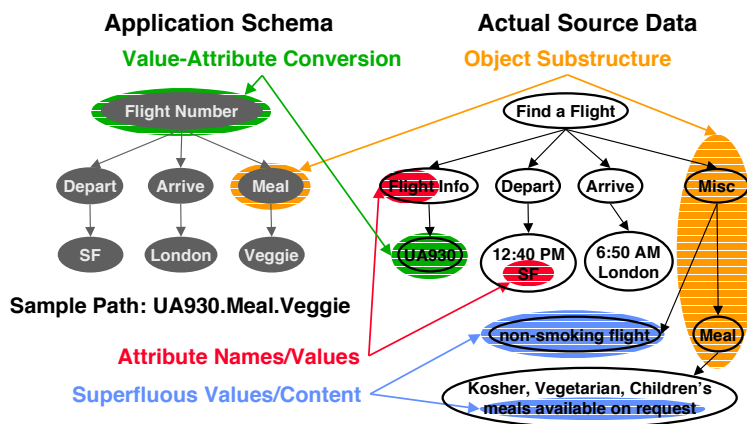 Application Schema
Actual Source Data
Value-Attribute Conversion
Object Substructure
Flight Number
Find a Flight
Depart
Arrive
Meal
Flight Info
Depart
Arrive
Misc
SF
London
Veggie
UA930
12:40 PM
SF
6:50 AM
London
Sample Path: UA930.Meal.Veggie
non-smoking flight
Meal
Attribute Names/Values
Superfluous Values/Content
Kosher, Vegetarian, Children's
meals available on request